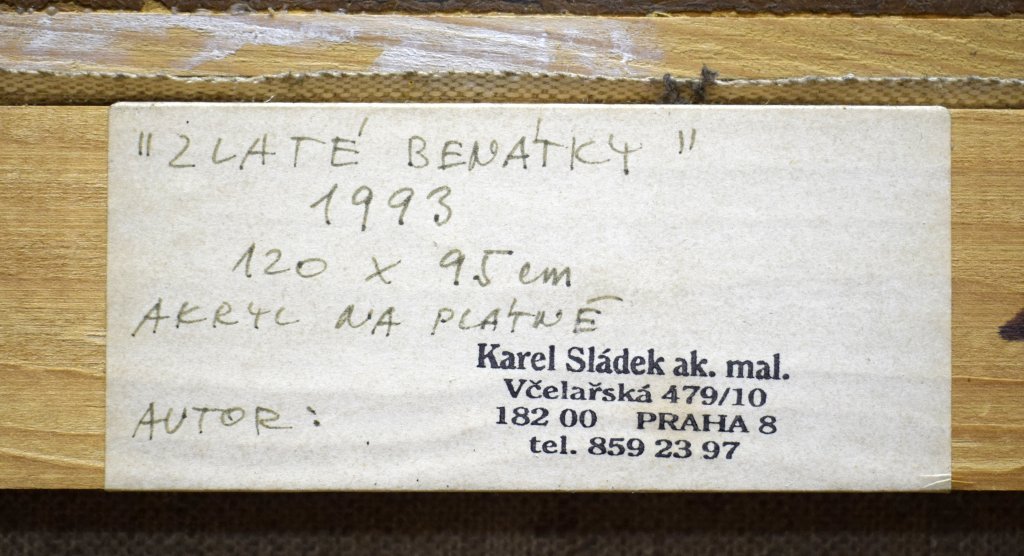 "ZLATÉ BENÁTKY"
1993
120 x 95 cm
AKRYL NA PLÁTNĚ
AUTOR:
Karel Sládek ak. mal.
Včelařská 479/10
182 00 PRAHA 8
tel. 859 23 97